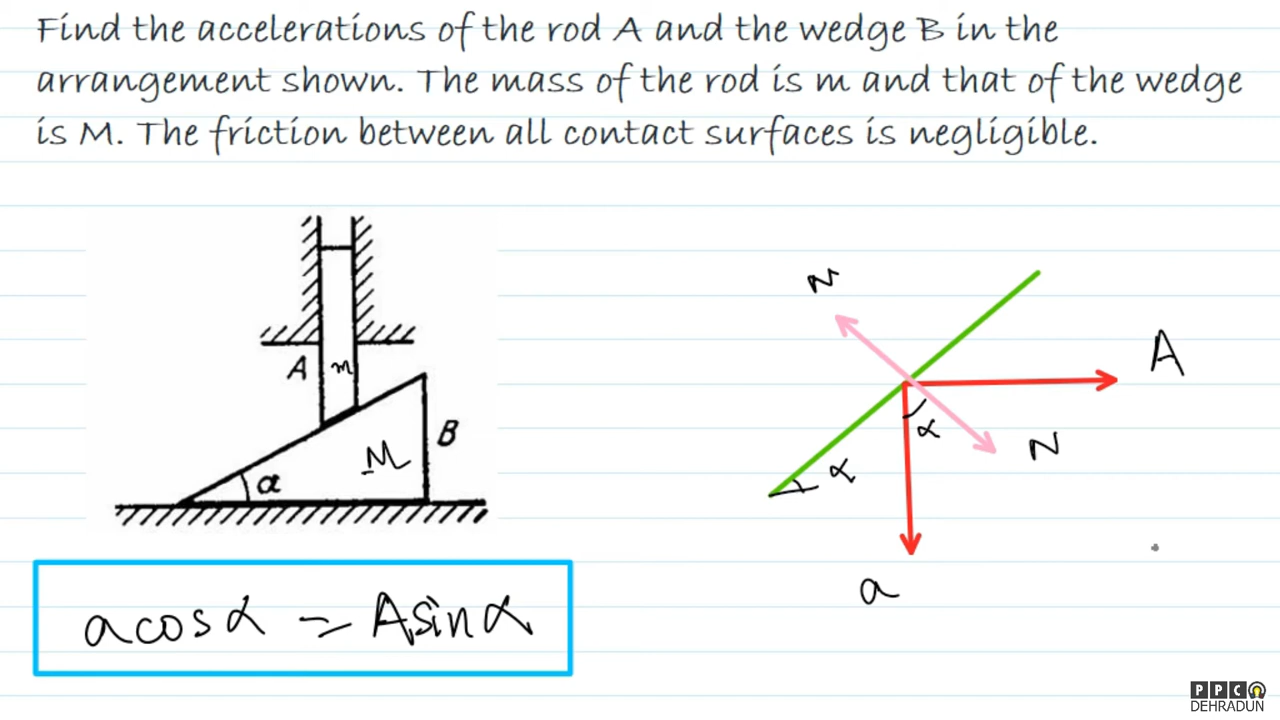 Find the accelerations of the rod A and the wedge B in the
arrangement shown. The mass of the rod is m and that of the wedge
is M. The friction between all contact surfaces is negligible.
N
A
A
m
B
M
α
α
α
N
a
a cos α = A sin α
PPC
DEHRADUN